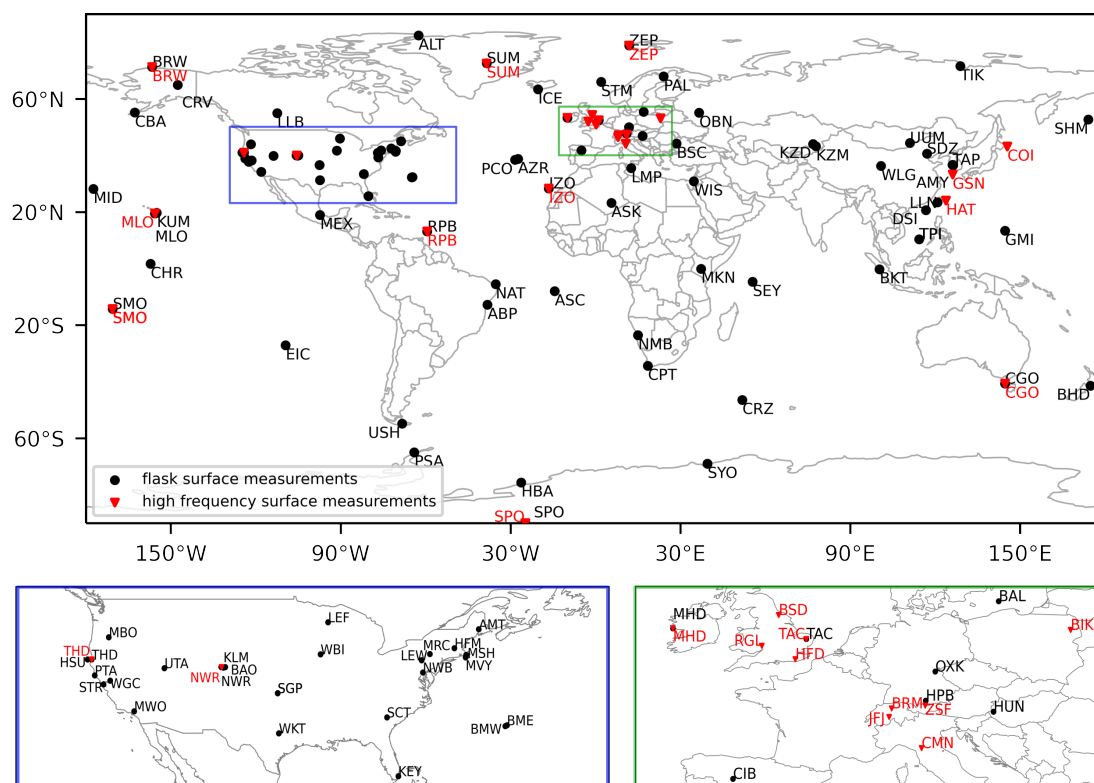 ALT
BRW
BRW
SUM
SUM
ZEP
ZEP
TIK
CRV
ICE
STM
PAL
60°N
CBA
LLB
OBN
SHM
UUM
SDZ
COI
BSC
KZD
KZM
TAP
PCO
AZR
LMP
WLG
AMY
GSN
MID
IZO
IZO
WIS
MLO
KUM
MLO
ASK
LLN
HAT
20°N
MEX
RPB
RPB
DSI
TPI
GMI
CHR
MKN
BKT
NAT
SEY
ASC
ABP
SMO
SMO
20°S
EIC
NMB
CPT
CGO
CGO
BHD
CRZ
USH
60°S
PSA
SYO
flask surface measurements
high frequency surface measurements
HBA
SPO
SPO
150°W
90°W
30°W
30°E
90°E
150°E
LEF
AMT
MBO
MRC
HFM
THD
THD
HSU
WBI
LEW
MSH
MVY
PTA
UTA
KLM
BAO
NWR
NWR
NWB
STR
WGC
SGP
MWO
SCT
BME
BMW
WKT
KEY
BAL
MHD
MHD
BSD
TAC
TAC
BIK
RGL
HFD
OXK
HPB
BRM
ZSF
HUN
JFJ
CMN
CIB